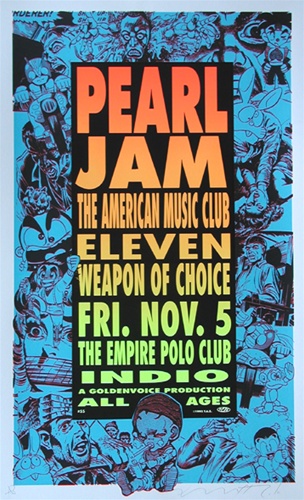 PEARL
JAM
THE AMERICAN MUSIC CLUB
ELEVEN
WEAPON OF CHOICE
FRI. NOV. 5
THE EMPIRE POLO CLUB
INDIO
A GOLDENVOICE PRODUCTION
ALL AGES